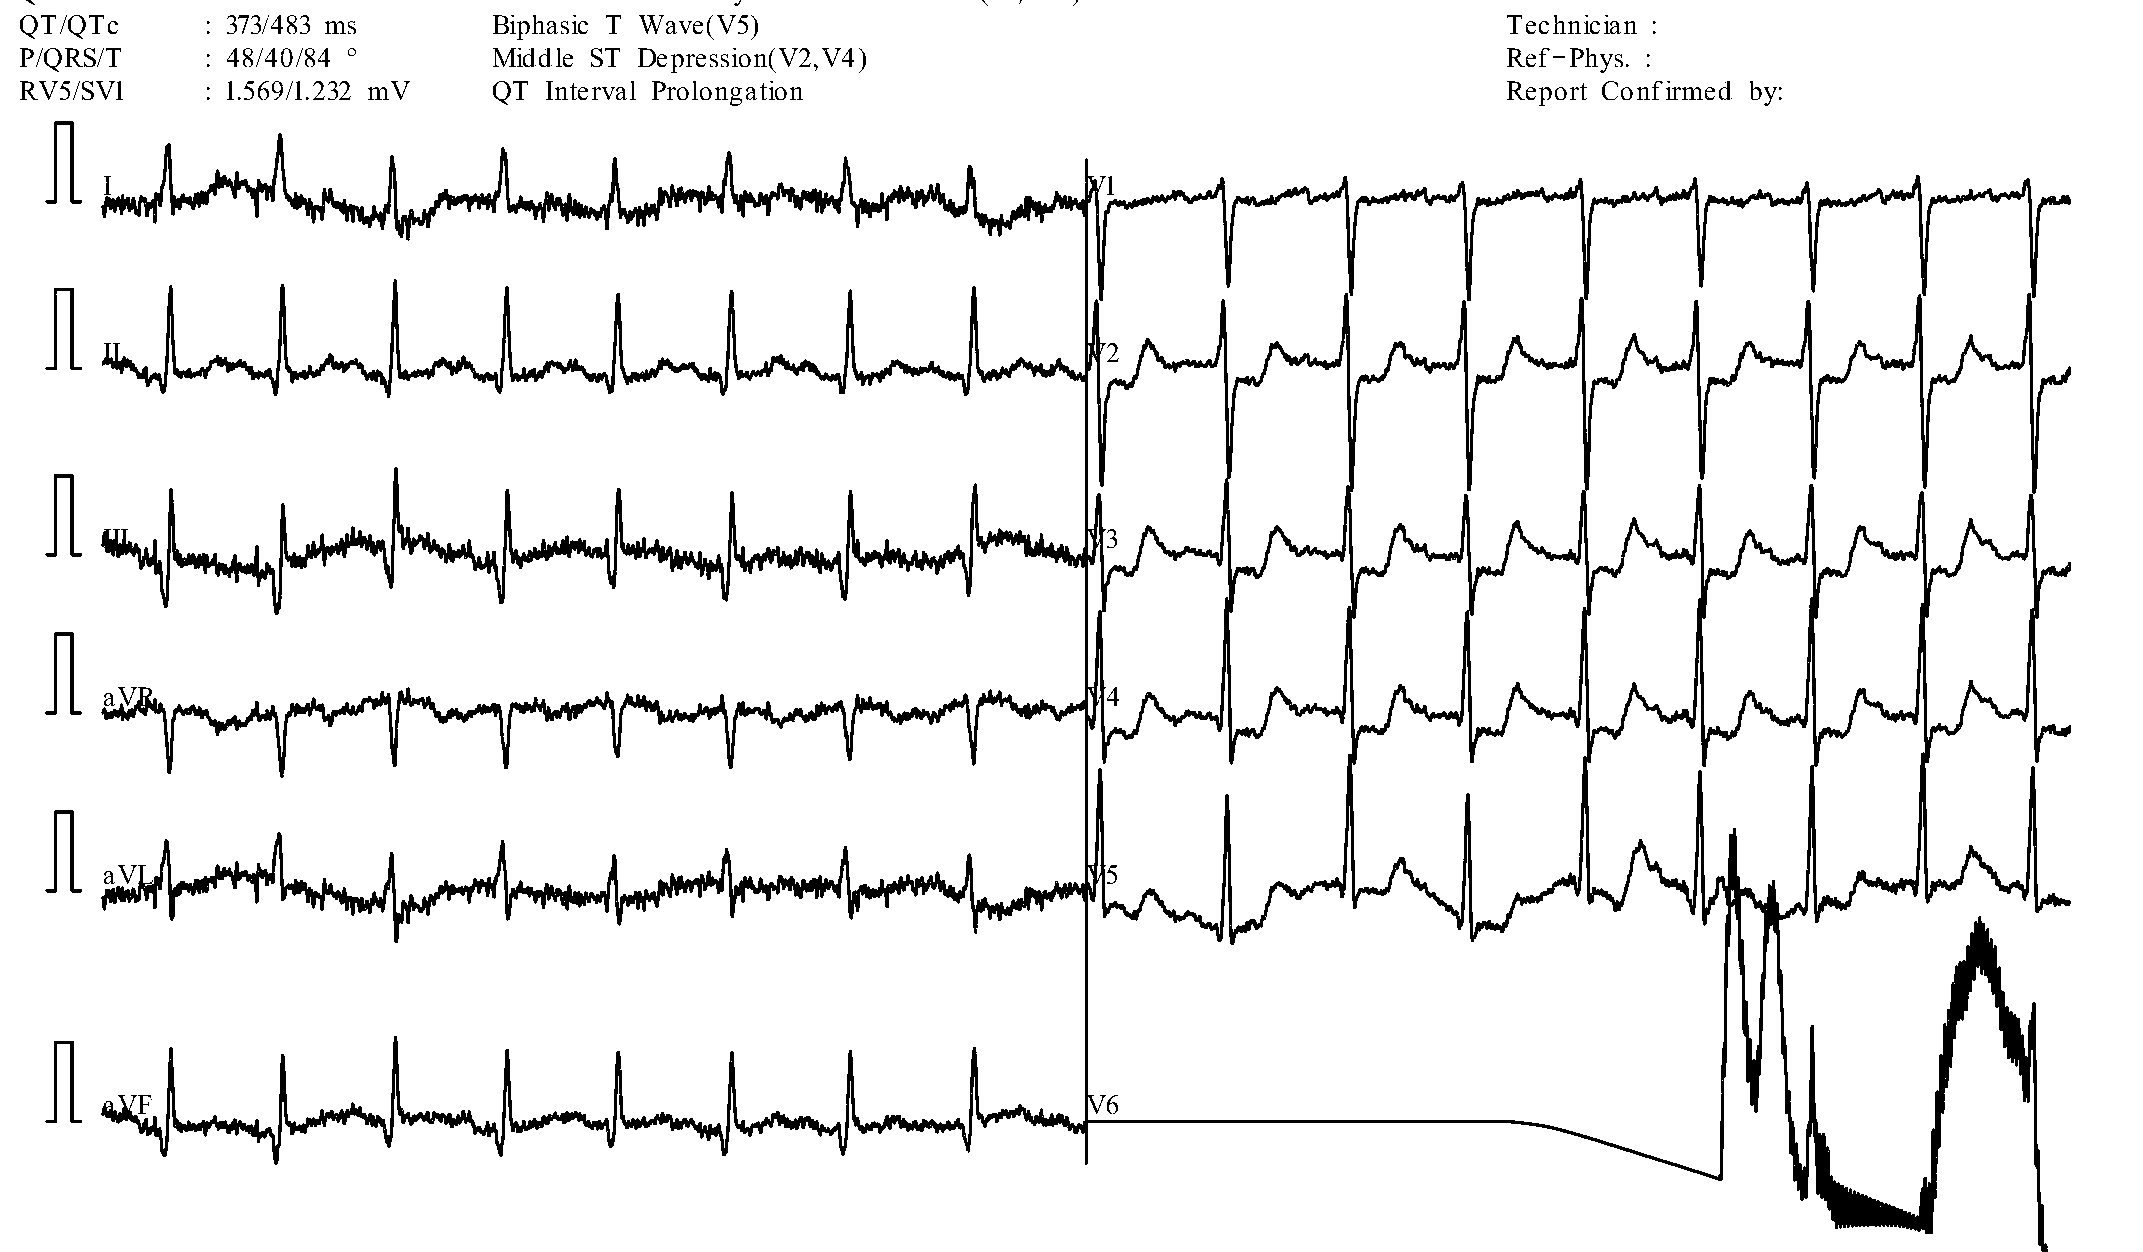 QT/QTc : 373/483 ms Biphasic T Wave(V5) Technician :
P/QRS/T : 48/40/84 ° Middle ST Depression(V2,V4) Ref-Phys. :
RV5/SV1 : 1.569/1.232 mV QT Interval Prolongation Report Confirmed by:
I V1
II V2
III V3
aVR V4
aVL V5
aVF V6